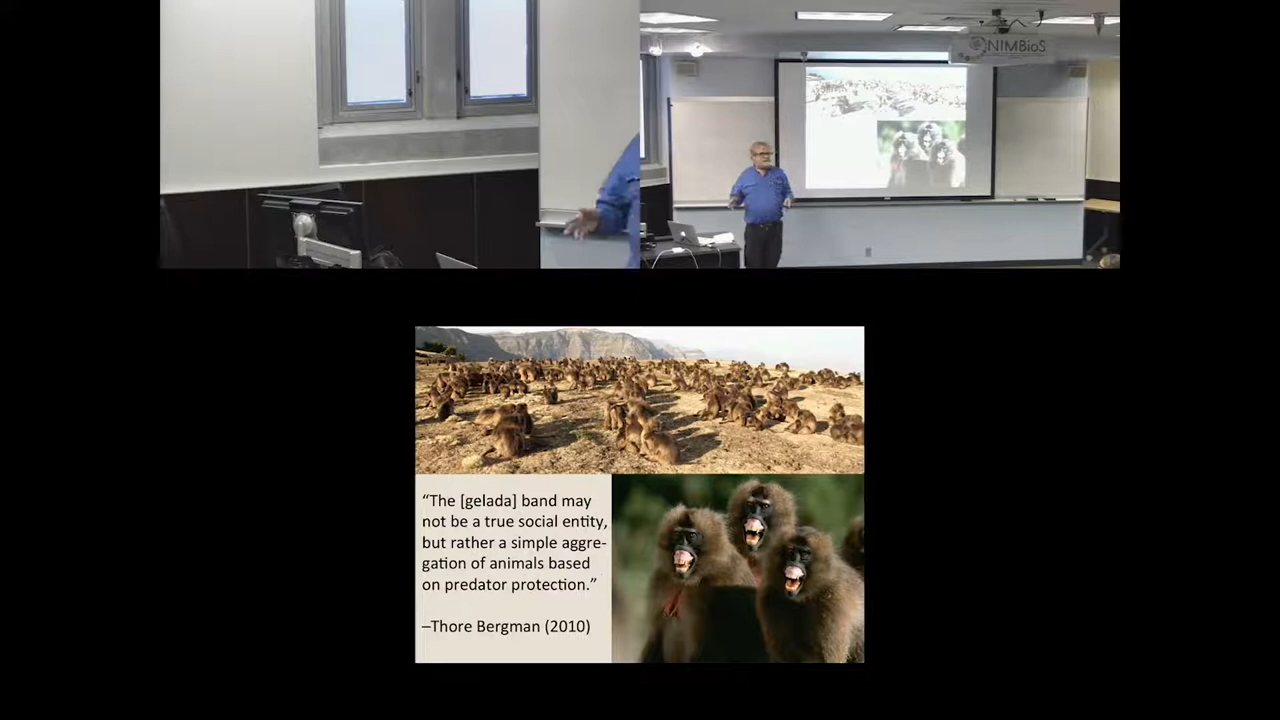 NIMBioS
“The [gelada] band may
not be a true social entity,
but rather a simple aggre-
gation of animals based
on predator protection.”
–Thore Bergman (2010)